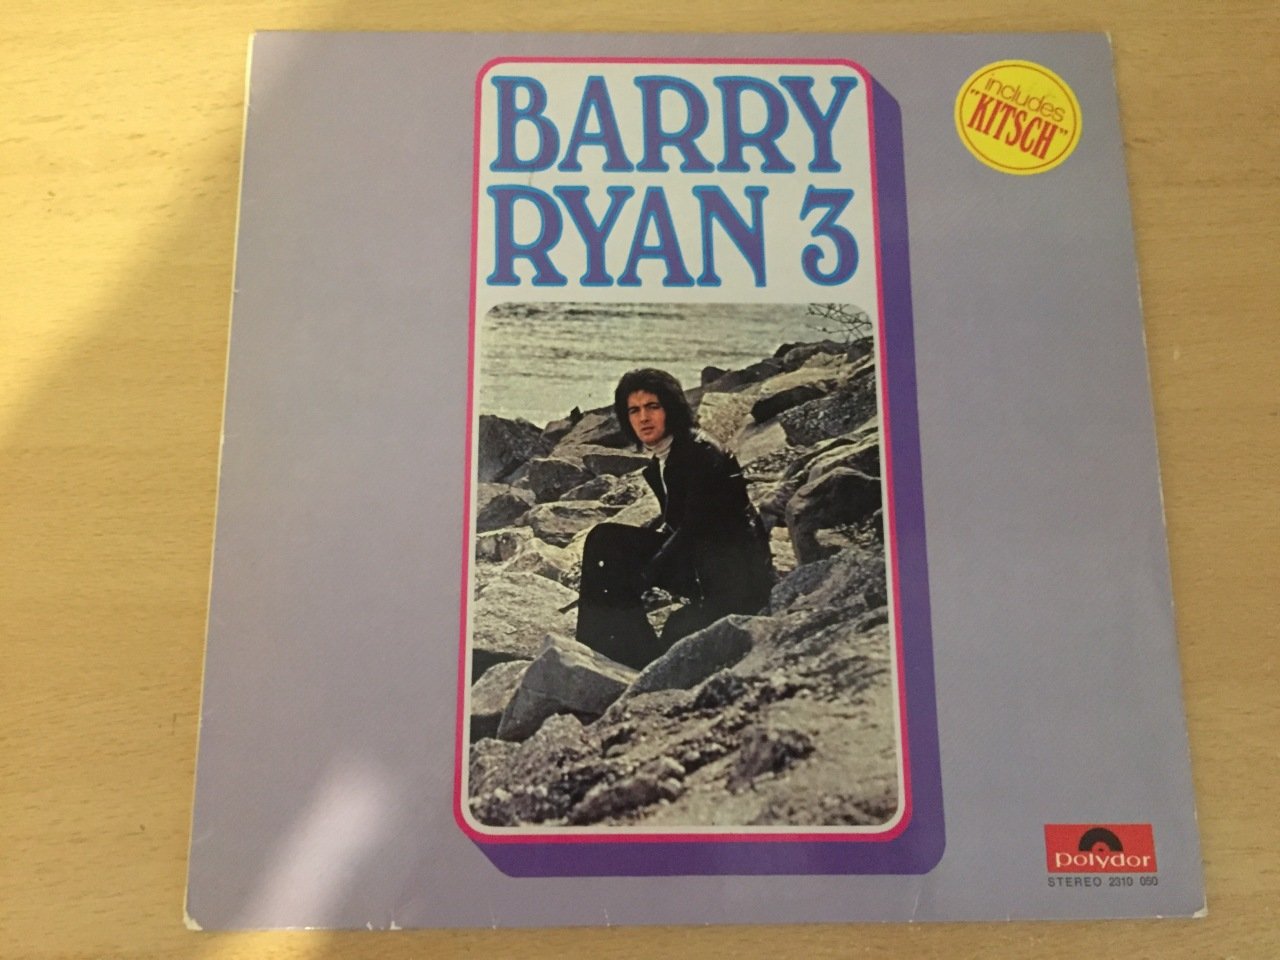 BARRY
RYAN 3
includes
"KITSCH"
polydor
STEREO 2310 050